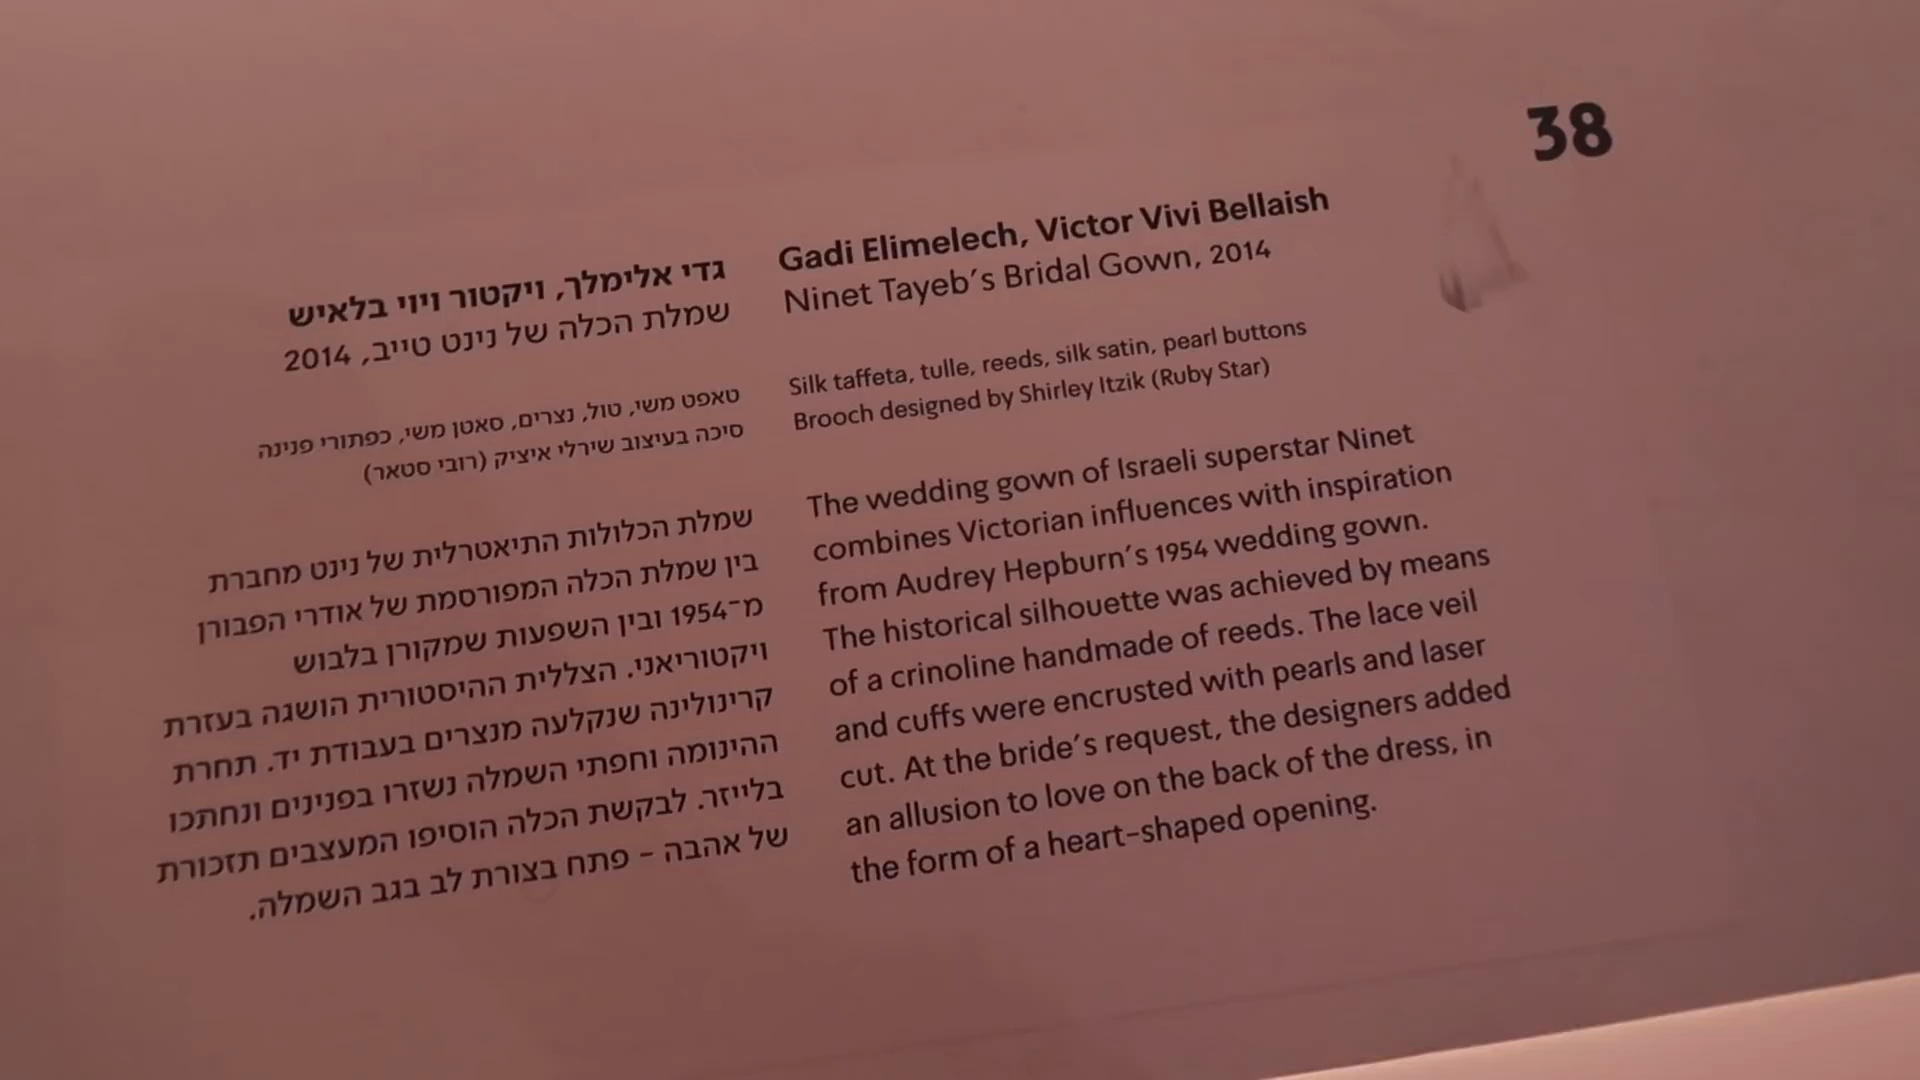 38
גדי אלימלך, ויקטור ויוי בלאיש
שמלת הכלה של נינט טייב, 2014
טאפט משי, טול, נצרים, סאטן משי, כפתורי פנינה
סיכה בעיצוב שירלי איציק (רובי סטאר)
שמלת הכלולות התיאטרלית של נינט מחברת
בין שמלת הכלה המפורסמת של אודרי הפבורן
מ־1954 ובין השפעות שמקורן בלבוש
ויקטוריאני. הצללית ההיסטורית הושגה בעזרת
קרינולינה שנקלעה מנצרים בעבודת יד. תחרת
ההינומה וחפתי השמלה נשזרו בפנינים ונחתכו
בלייזר. לבקשת הכלה הוסיפו המעצבים תזכורת
של אהבה – פתח בצורת לב בגב השמלה.
Gadi Elimelech, Victor Vivi Bellaish
Ninet Tayeb's Bridal Gown, 2014
Silk taffeta, tulle, reeds, silk satin, pearl buttons
Brooch designed by Shirley Itzik (Ruby Star)
The wedding gown of Israeli superstar Ninet
combines Victorian influences with inspiration
from Audrey Hepburn's 1954 wedding gown.
The historical silhouette was achieved by means
of a crinoline handmade of reeds. The lace veil
and cuffs were encrusted with pearls and laser
cut. At the bride's request, the designers added
an allusion to love on the back of the dress, in
the form of a heart-shaped opening.